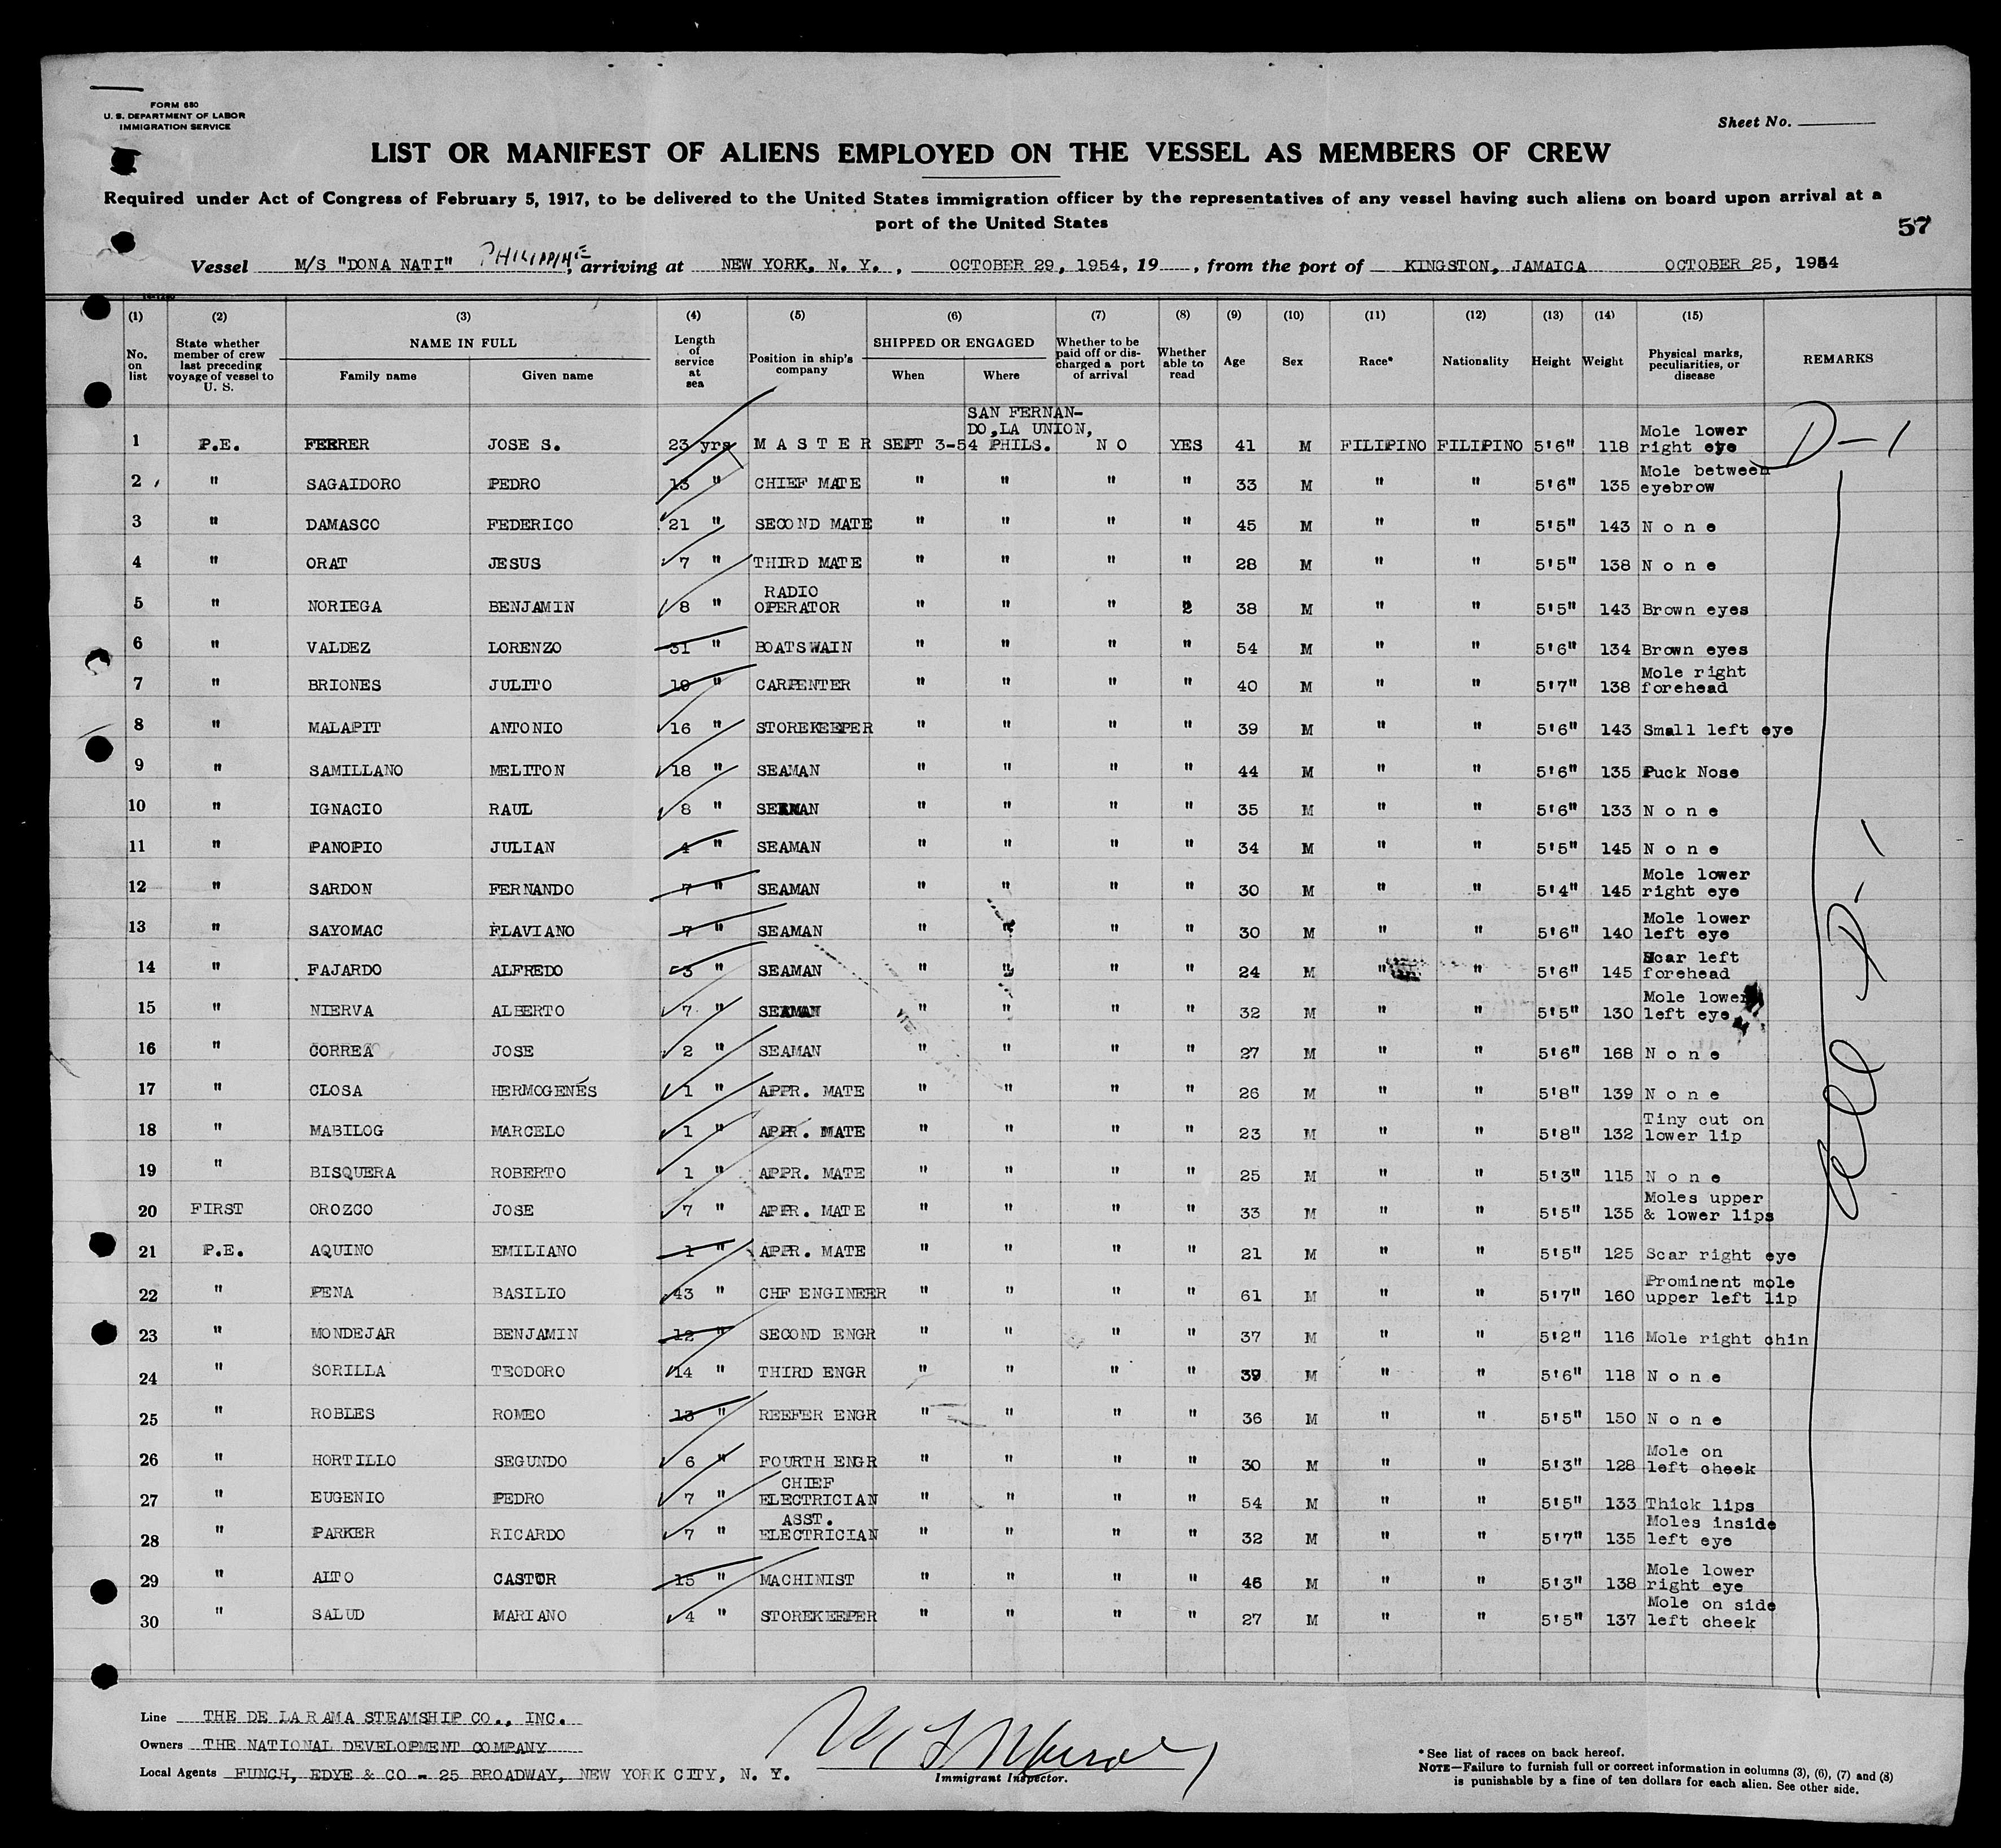 FORM 680
U. S. DEPARTMENT OF LABOR
IMMIGRATION SERVICE
Sheet No.
LIST OR MANIFEST OF ALIENS EMPLOYED ON THE VESSEL AS MEMBERS OF CREW
Required under Act of Congress of February 5, 1917, to be delivered to the United States immigration officer by the representatives of any vessel having such aliens on board upon arrival at a
port of the United States
57
Vessel M/S "DONA NATI" PHILIPPINE, arriving at NEW YORK, N. Y., OCTOBER 29, 1954, 19, from the port of KINGSTON, JAMAICA OCTOBER 25, 1954
(1) (2) (3) (4) (5) (6) (7) (8) (9) (10) (11) (12) (13) (14) (15)
No. on list State whether member of crew last preceding voyage of vessel to U. S. NAME IN FULL Family name Given name Length of service at sea Position in ship's company SHIPPED OR ENGAGED When Where Whether to be paid off or discharged a port of arrival Whether able to read Age Sex Race* Nationality Height Weight Physical marks, peculiarities, or disease REMARKS
1 P.E. FERRER JOSE S. 23 yrs MASTER SEPT 3-54 SAN FERNANDO, LA UNION, PHILS. NO YES 41 M FILIPINO FILIPINO 5'6" 118 Mole lower right eye D-1
2 " SAGAIDORO PEDRO 13 " CHIEF MATE " " " " 33 M " " 5'6" 135 Mole between eyebrow
3 " DAMASCO FEDERICO 21 " SECOND MATE " " " " 45 M " " 5'5" 143 None
4 " ORAT JESUS 7 " THIRD MATE " " " " 28 M " " 5'5" 138 None
5 " NORIEGA BENJAMIN 8 " RADIO OPERATOR " " " " 38 M " " 5'5" 143 Brown eyes
6 " VALDEZ LORENZO 31 " BOATSWAIN " " " " 54 M " " 5'6" 134 Brown eyes
7 " BRIONES JULITO 19 " CARPENTER " " " " 40 M " " 5'7" 138 Mole right forehead
8 " MALAPIT ANTONIO 16 " STOREKEEPER " " " " 39 M " " 5'6" 143 Small left eye
9 " SAMILLANO MELITON 18 " SEAMAN " " " " 44 M " " 5'6" 135 Puck Nose
10 " IGNACIO RAUL 8 " SEAMAN " " " " 35 M " " 5'6" 133 None
11 " PANOPIO JULIAN 4 " SEAMAN " " " " 34 M " " 5'5" 145 None
12 " SARDON FERNANDO 7 " SEAMAN " " " " 30 M " " 5'4" 145 Mole lower right eye
13 " SAYOMAC FLAVIANO 7 " SEAMAN " " " " 30 M " " 5'6" 140 Mole lower left eye
14 " FAJARDO ALFREDO 3 " SEAMAN " " " " 24 M " " 5'6" 145 Scar left forehead
15 " NIERVA ALBERTO 7 " SEAMAN " " " " 32 M " " 5'5" 130 Mole lower left eye
16 " CORREA JOSE 2 " SEAMAN " " " " 27 M " " 5'6" 168 None
17 " CLOSA HERMOGENÉS 1 " APPR. MATE " " " " 26 M " " 5'8" 139 None
18 " MABILOG MARCELO 1 " APPR. MATE " " " " 23 M " " 5'8" 132 Tiny cut on lower lip
19 " BISQUERA ROBERTO 1 " APPR. MATE " " " " 25 M " " 5'3" 115 None
20 FIRST OROZCO JOSE 7 " APPR. MATE " " " " 33 M " " 5'5" 135 Moles upper & lower lips
21 P.E. AQUINO EMILIANO 1 " APPR. MATE " " " " 21 M " " 5'5" 125 Scar right eye
22 " PENA BASILIO 43 " CHF ENGINEER " " " " 61 M " " 5'7" 160 Prominent mole upper left lip
23 " MONDEJAR BENJAMIN 12 " SECOND ENGR " " " " 37 M " " 5'2" 116 Mole right chin
24 " SORILLA TEODORO 14 " THIRD ENGR " " " " 39 M " " 5'6" 118 None
25 " ROBLES ROMEO 13 " REEFER ENGR " " " " 36 M " " 5'5" 150 None
26 " HORTILLO SEGUNDO 6 " FOURTH ENGR " " " " 30 M " " 5'3" 128 Mole on left cheek
27 " EUGENIO PEDRO 7 " CHIEF ELECTRICIAN " " " " 54 M " " 5'5" 133 Thick lips
28 " PARKER RICARDO 7 " ASST. ELECTRICIAN " " " " 32 M " " 5'7" 135 Moles inside left eye
29 " ALTO CASTOR 15 " MACHINIST " " " " 46 M " " 5'3" 138 Mole lower right eye
30 " SALUD MARIANO 4 " STOREKEEPER " " " " 27 M " " 5'5" 137 Mole on side left cheek
All D-1
Line THE DE LA RAMA STEAMSHIP CO., INC.
Owners THE NATIONAL DEVELOPMENT COMPANY
Local Agents FUNCH, EDYE & CO - 25 BROADWAY, NEW YORK CITY, N. Y.
Immigrant Inspector.
*See list of races on back hereof.
NOTE—Failure to furnish full or correct information in columns (3), (6), (7) and (8)
is punishable by a fine of ten dollars for each alien. See other side.